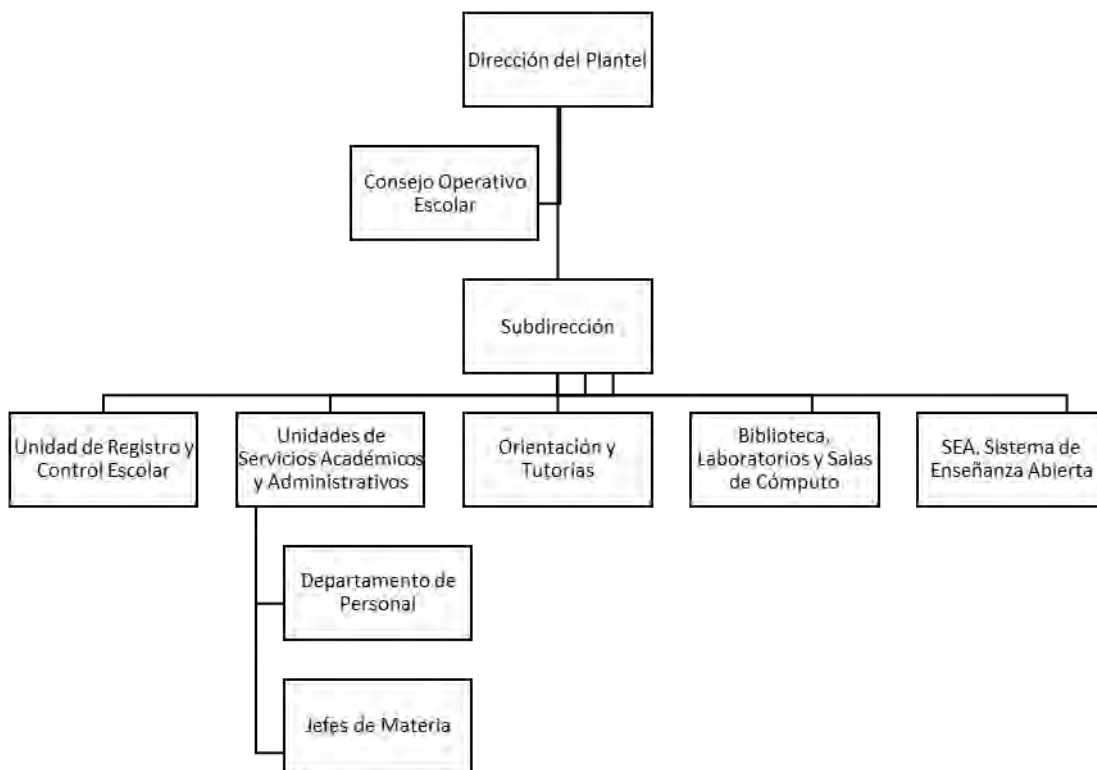 Dirección del Plantel
Consejo Operativo
Escolar
Subdirección
Unidad de Registro y
Control Escolar
Unidades de
Servicios Académicos
y Administrativos
Orientación y
Tutorías
Biblioteca,
Laboratorios y Salas
de Cómputo
SEA, Sistema de
Enseñanza Abierta
Departamento de
Personal
Jefes de Materia